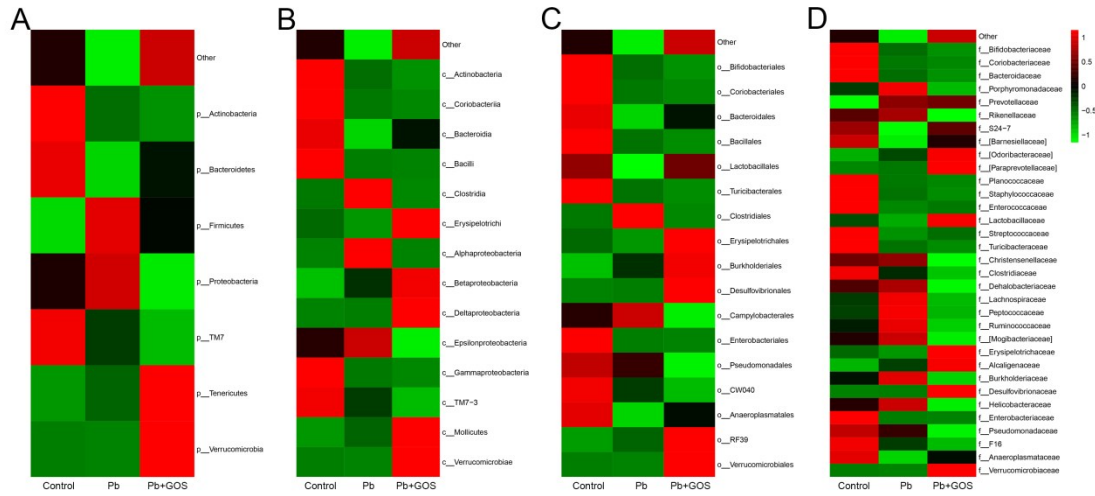 A
Other
p__Actinobacteria
p__Bacteroidetes
p__Firmicutes
p__Proteobacteria
p__TM7
p__Tenericutes
p__Verrucomicrobia
Control Pb Pb+GOS
B
Other
c__Actinobacteria
c__Coriobacteriia
c__Bacteroidia
c__Bacilli
c__Clostridia
c__Erysipelotrichi
c__Alphaproteobacteria
c__Betaproteobacteria
c__Deltaproteobacteria
c__Epsilonproteobacteria
c__Gammaproteobacteria
c__TM7−3
c__Mollicutes
c__Verrucomicrobiae
Control Pb Pb+GOS
C
Other
o__Bifidobacteriales
o__Coriobacteriales
o__Bacteroidales
o__Bacillales
o__Lactobacillales
o__Turicibacterales
o__Clostridiales
o__Erysipelotrichales
o__Burkholderiales
o__Desulfovibrionales
o__Campylobacterales
o__Enterobacteriales
o__Pseudomonadales
o__CW040
o__Anaeroplasmatales
o__RF39
o__Verrucomicrobiales
Control Pb Pb+GOS
D
Other
f__Bifidobacteriaceae
f__Coriobacteriaceae
f__Bacteroidaceae
f__Porphyromonadaceae
f__Prevotellaceae
f__Rikenellaceae
f__S24−7
f__[Barnesiellaceae]
f__[Odoribacteraceae]
f__[Paraprevotellaceae]
f__Planococcaceae
f__Staphylococcaceae
f__Enterococcaceae
f__Lactobacillaceae
f__Streptococcaceae
f__Turicibacteraceae
f__Christensenellaceae
f__Clostridiaceae
f__Dehalobacteriaceae
f__Lachnospiraceae
f__Peptococcaceae
f__Ruminococcaceae
f__[Mogibacteriaceae]
f__Erysipelotrichaceae
f__Alcaligenaceae
f__Burkholderiaceae
f__Desulfovibrionaceae
f__Helicobacteraceae
f__Enterobacteriaceae
f__Pseudomonadaceae
f__F16
f__Anaeroplasmataceae
f__Verrucomicrobiaceae
Control Pb Pb+GOS
1
0.5
0
−0.5
−1